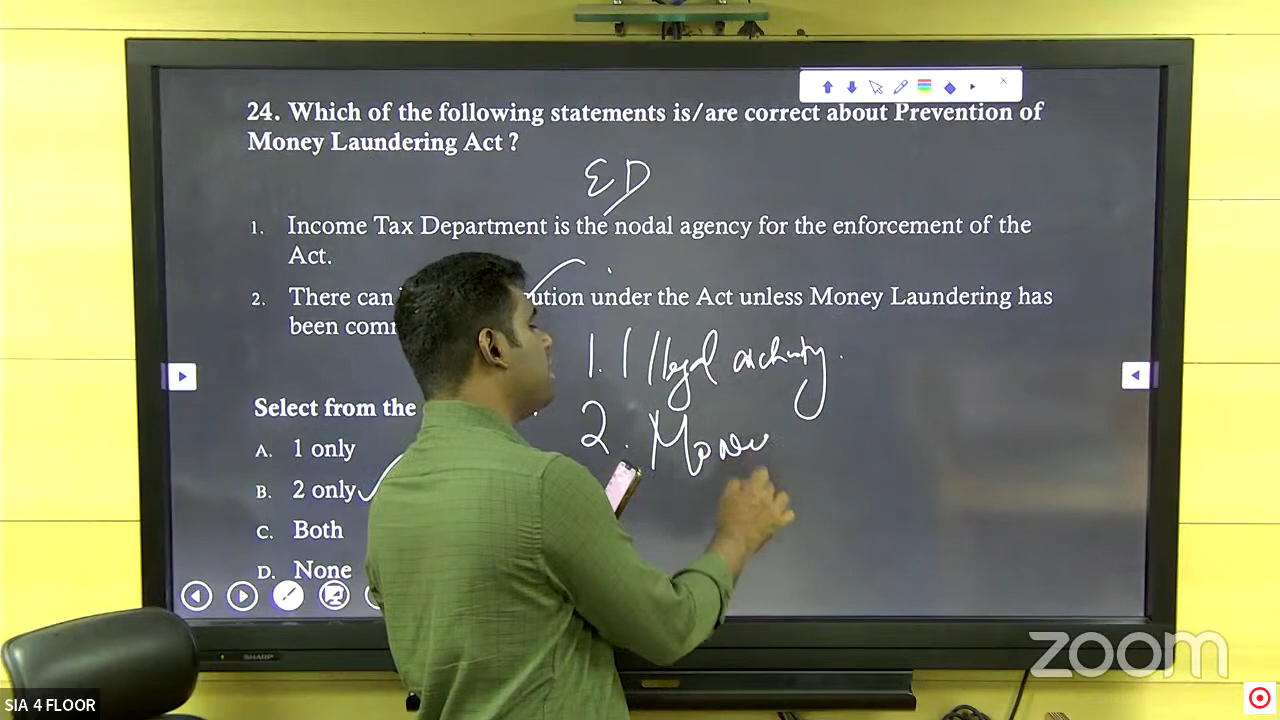 24. Which of the following statements is/are correct about Prevention of
Money Laundering Act ?
ED
1. Income Tax Department is the nodal agency for the enforcement of the
Act.
2. There can ution under the Act unless Money Laundering has
been com
1. Illegal activity.
2. Money
Select from the
A. 1 only
B. 2 only
C. Both
D. None
SHARP
zoom
SIA 4 FLOOR